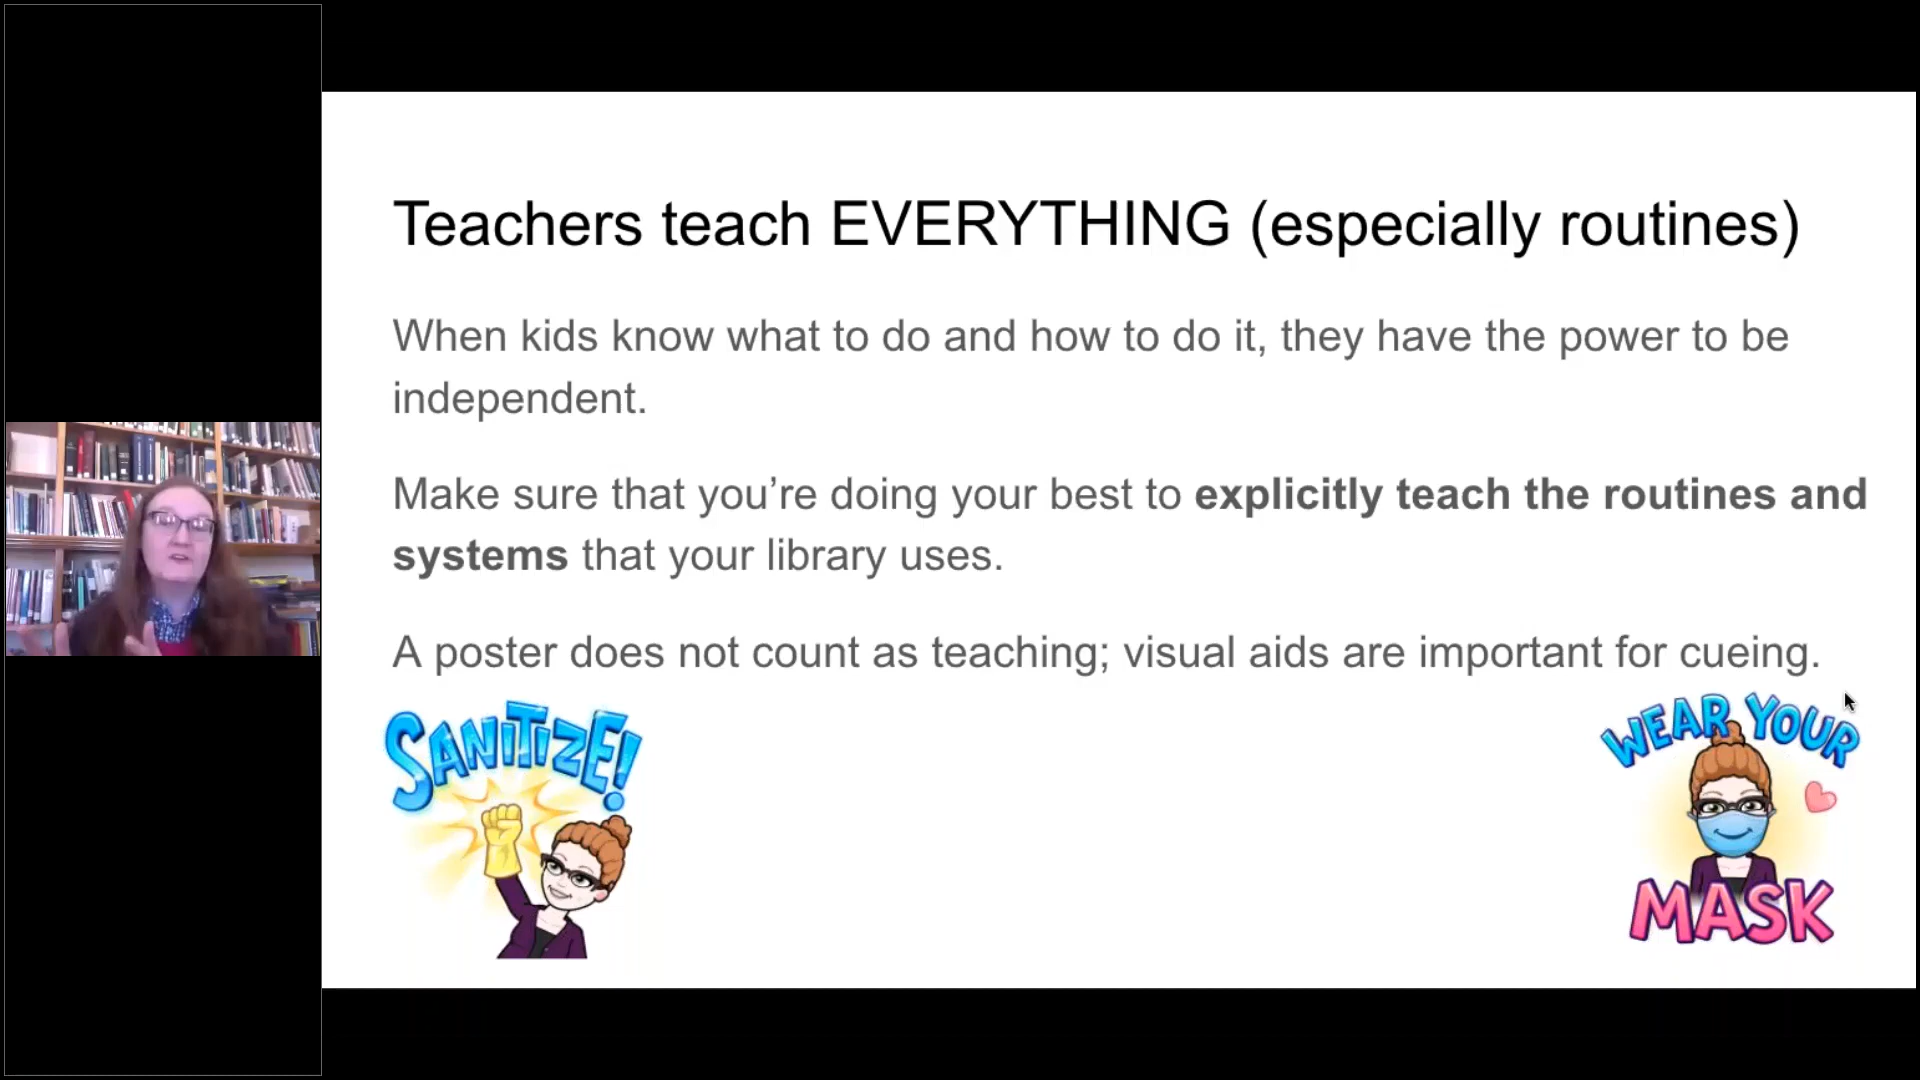 Teachers teach EVERYTHING (especially routines)
When kids know what to do and how to do it, they have the power to be
independent.
Make sure that you’re doing your best to explicitly teach the routines and
systems that your library uses.
A poster does not count as teaching; visual aids are important for cueing.
SANITIZE!
WEAR YOUR
MASK